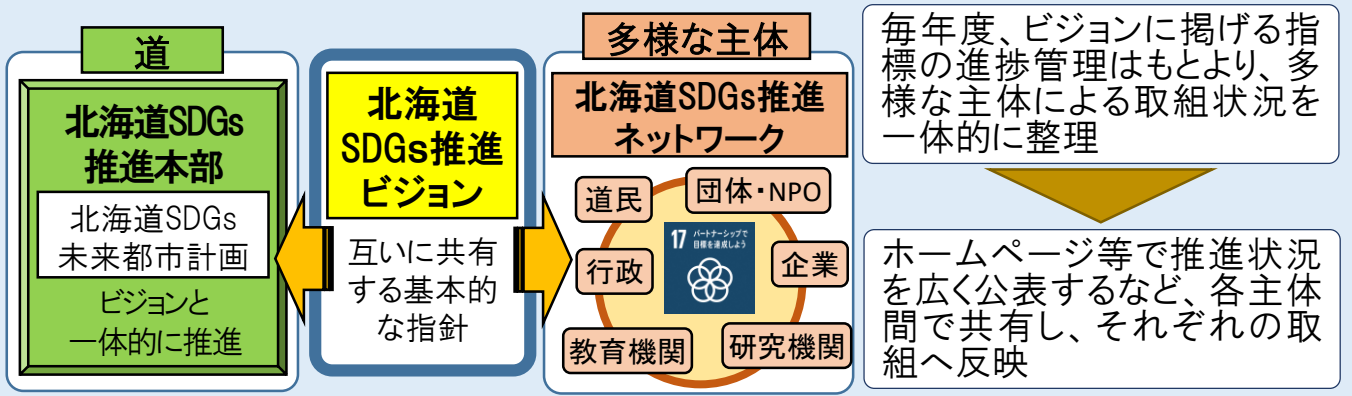 道
北海道SDGs
推進本部
北海道SDGs
未来都市計画
ビジョンと
一体的に推進
北海道
SDGs推進
ビジョン
互いに共有
する基本的
な指針
多様な主体
北海道SDGs推進
ネットワーク
道民
団体・NPO
行政
17 パートナーシップで
目標を達成しよう
企業
教育機関
研究機関
毎年度、ビジョンに掲げる指
標の進捗管理はもとより、多
様な主体による取組状況を
一体的に整理
ホームページ等で推進状況
を広く公表するなど、各主体
間で共有し、それぞれの取
組へ反映